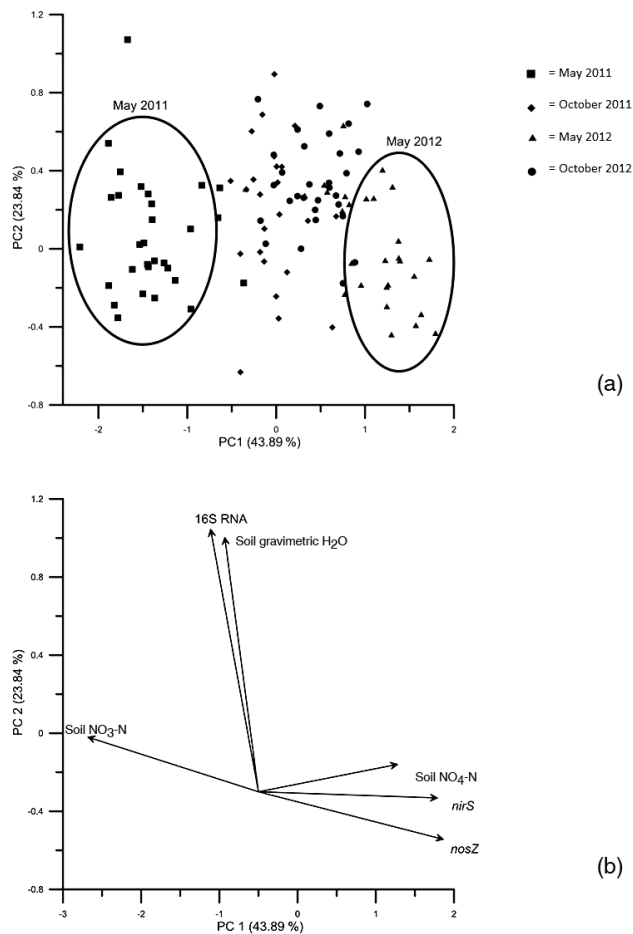 1.2
0.8
0.4
0
-0.4
-0.8
PC2 (23.84 %)
May 2011
May 2012
= May 2011
= October 2011
= May 2012
= October 2012
-2
-1
0
1
2
PC1 (43.89 %)
(a)
1.2
0.8
0.4
0
-0.4
-0.8
PC 2 (23.84 %)
16S RNA
Soil gravimetric H2O
Soil NO3-N
Soil NO4-N
nirS
nosZ
-3
-2
-1
0
1
2
PC 1 (43.89 %)
(b)